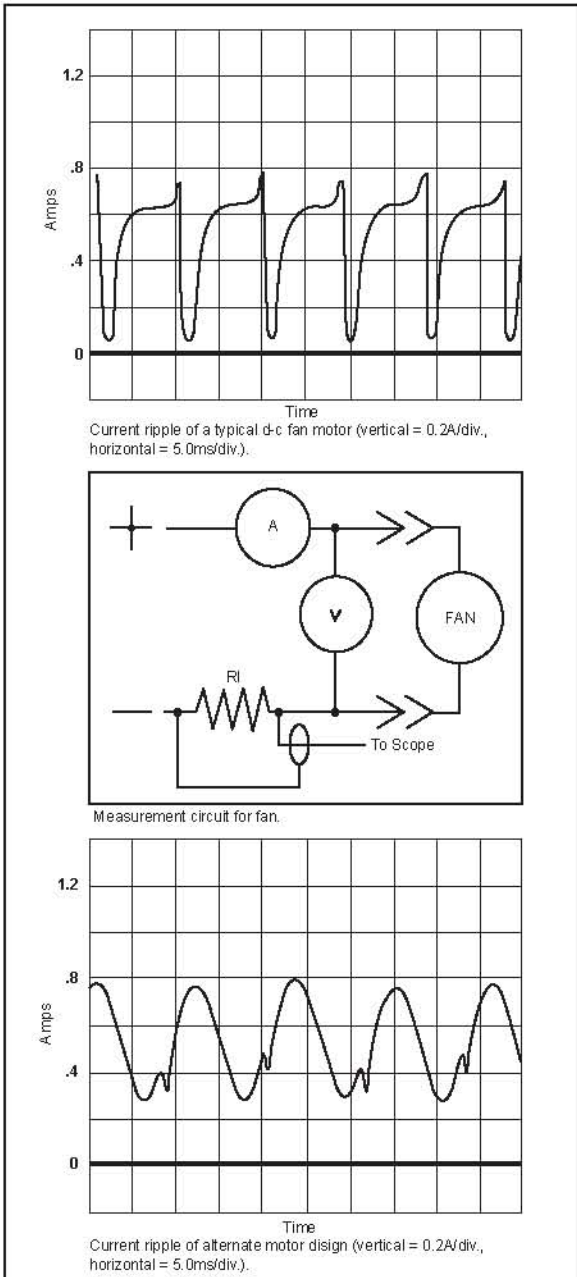 1.2
.8
Amps
.4
0
Time
Current ripple of a typical d-c fan motor (vertical = 0.2A/div.,
horizontal = 5.0ms/div.).
A
V
FAN
RI
To Scope
Measurement circuit for fan.
1.2
.8
Amps
.4
0
Time
Current ripple of alternate motor disign (vertical = 0.2A/div.,
horizontal = 5.0ms/div.).